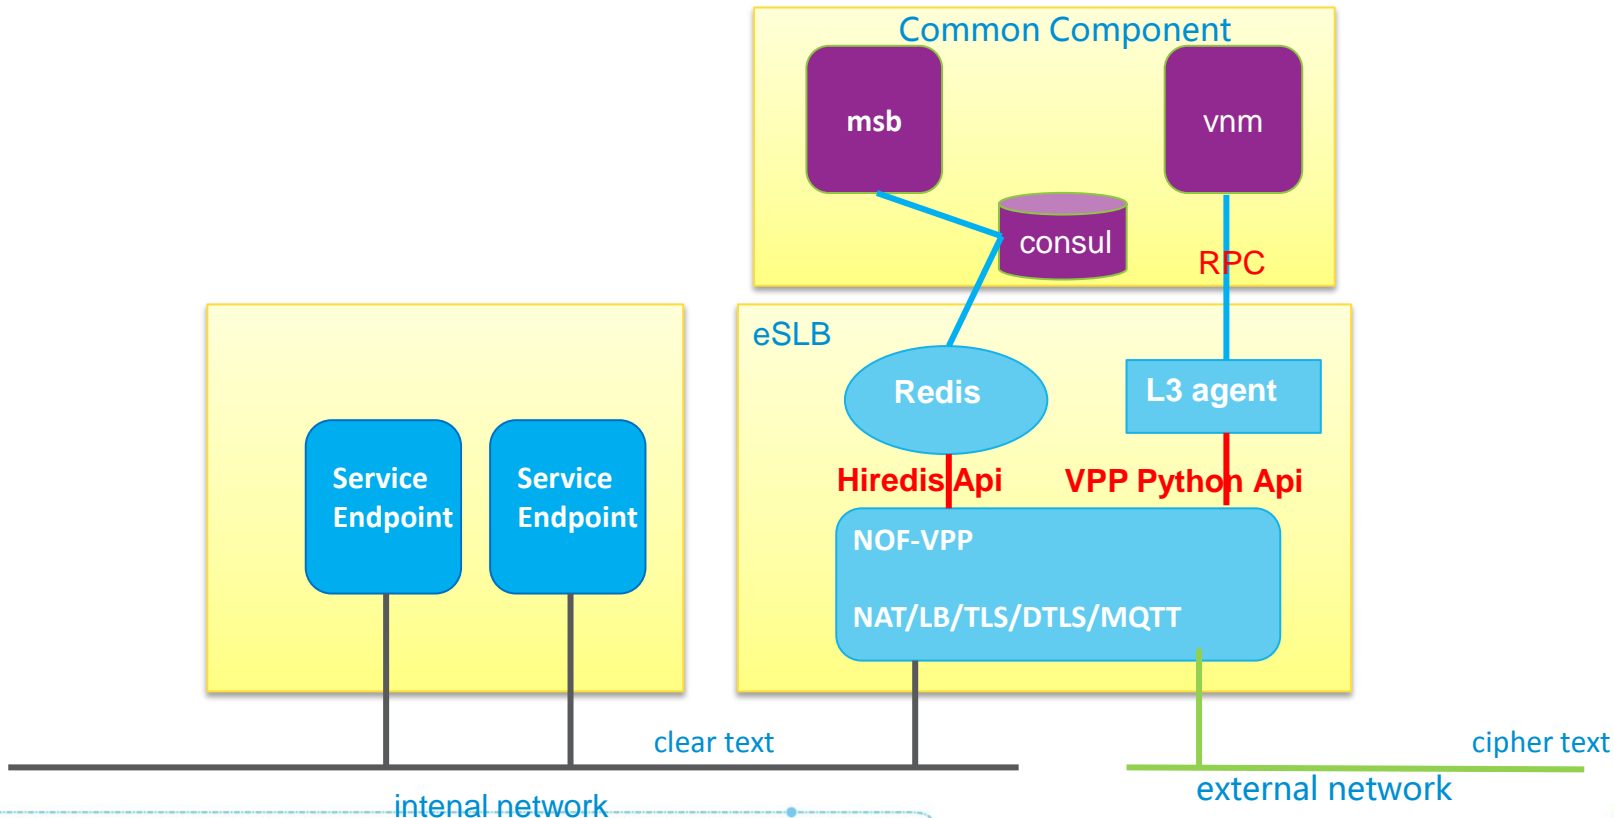 Common Component
msb
vnm
consul
RPC
eSLB
Redis
L3 agent
Hiredis Api
VPP Python Api
Service
Endpoint
Service
Endpoint
NOF-VPP
NAT/LB/TLS/DTLS/MQTT
clear text
cipher text
intenal network
external network